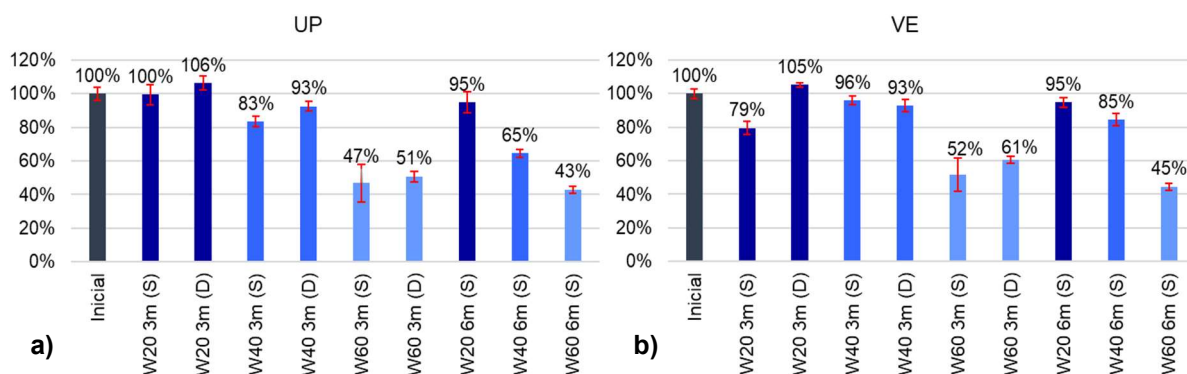 UP
120%
100%
80%
60%
40%
20%
0%
100%
100%
106%
83%
93%
47%
51%
95%
65%
43%
Inicial
W20 3m (S)
W20 3m (D)
W40 3m (S)
W40 3m (D)
W60 3m (S)
W60 3m (D)
W20 6m (S)
W40 6m (S)
W60 6m (S)
a)
VE
120%
100%
80%
60%
40%
20%
0%
100%
79%
105%
96%
93%
52%
61%
95%
85%
45%
Inicial
W20 3m (S)
W20 3m (D)
W40 3m (S)
W40 3m (D)
W60 3m (S)
W60 3m (D)
W20 6m (S)
W40 6m (S)
W60 6m (S)
b)